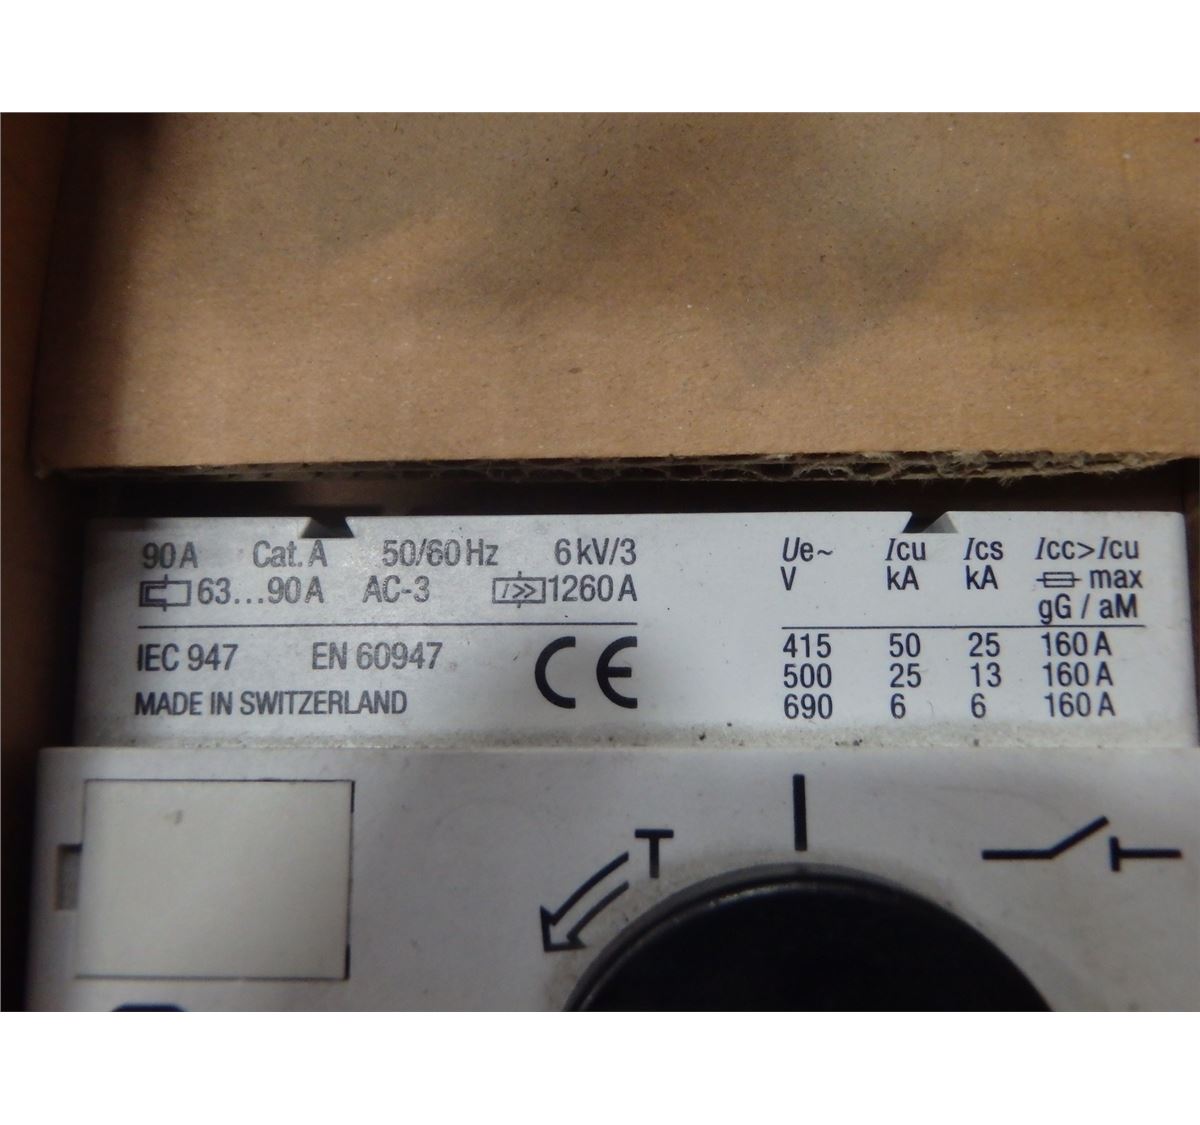 90 A Cat. A 50/60 Hz 6 kV/3
63...90 A AC-3 I>> 1260 A
IEC 947 EN 60947 CE
MADE IN SWITZERLAND
Ue~ Icu Ics Icc>Icu
V kA kA max
gG / aM
415 50 25 160 A
500 25 13 160 A
690 6 6 160 A
T I